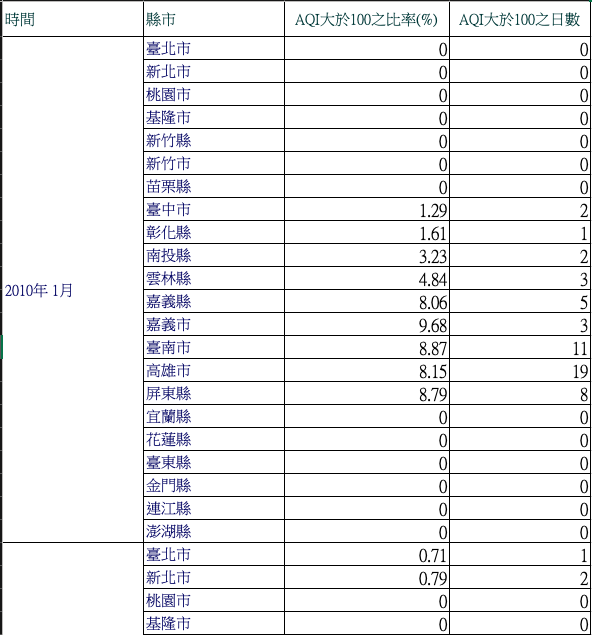 時間 縣市 AQI大於100之比率(%) AQI大於100之日數
臺北市 0 0
新北市 0 0
桃園市 0 0
基隆市 0 0
新竹縣 0 0
新竹市 0 0
苗栗縣 0 0
臺中市 1.29 2
彰化縣 1.61 1
南投縣 3.23 2
雲林縣 4.84 3
2010年 1月
嘉義縣 8.06 5
嘉義市 9.68 3
臺南市 8.87 11
高雄市 8.15 19
屏東縣 8.79 8
宜蘭縣 0 0
花蓮縣 0 0
臺東縣 0 0
金門縣 0 0
連江縣 0 0
澎湖縣 0 0
臺北市 0.71 1
新北市 0.79 2
桃園市 0 0
基隆市 0 0